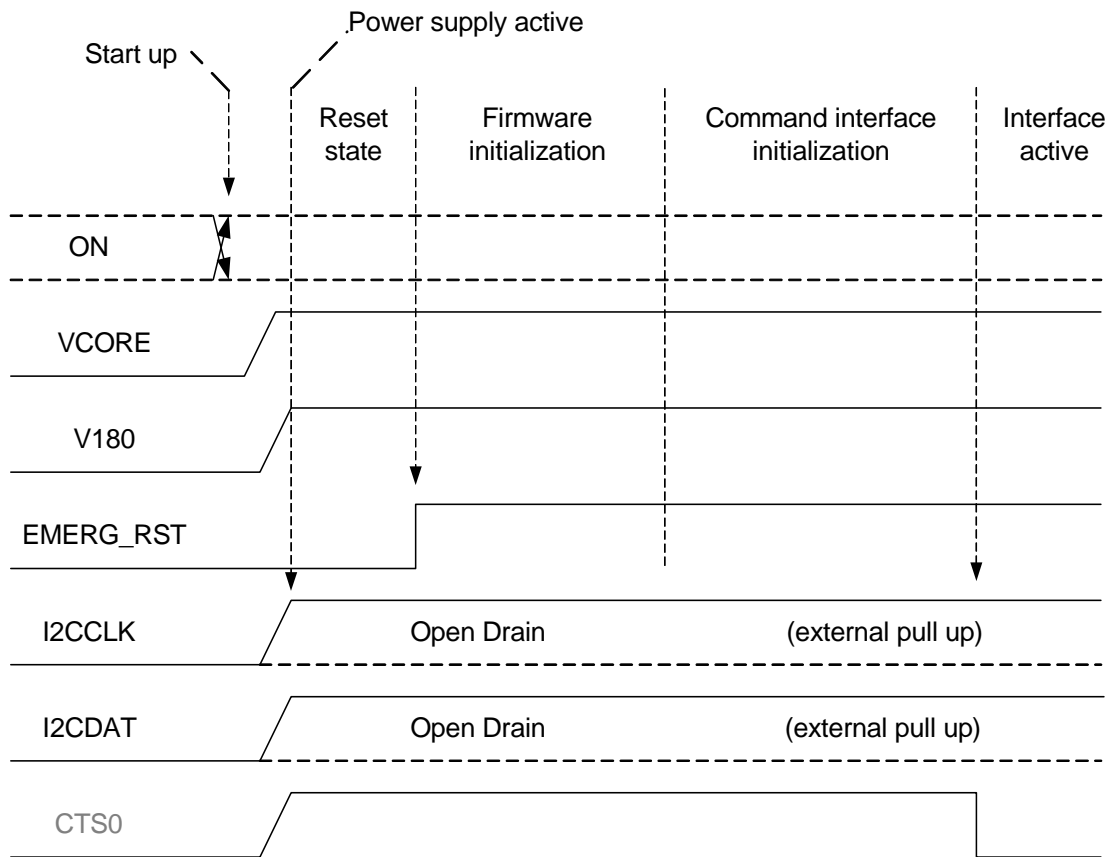 Power supply active
Start up
Reset state
Firmware initialization
Command interface initialization
Interface active
ON
VCORE
V180
EMERG_RST
I2CCLK
Open Drain
(external pull up)
I2CDAT
Open Drain
(external pull up)
CTS0